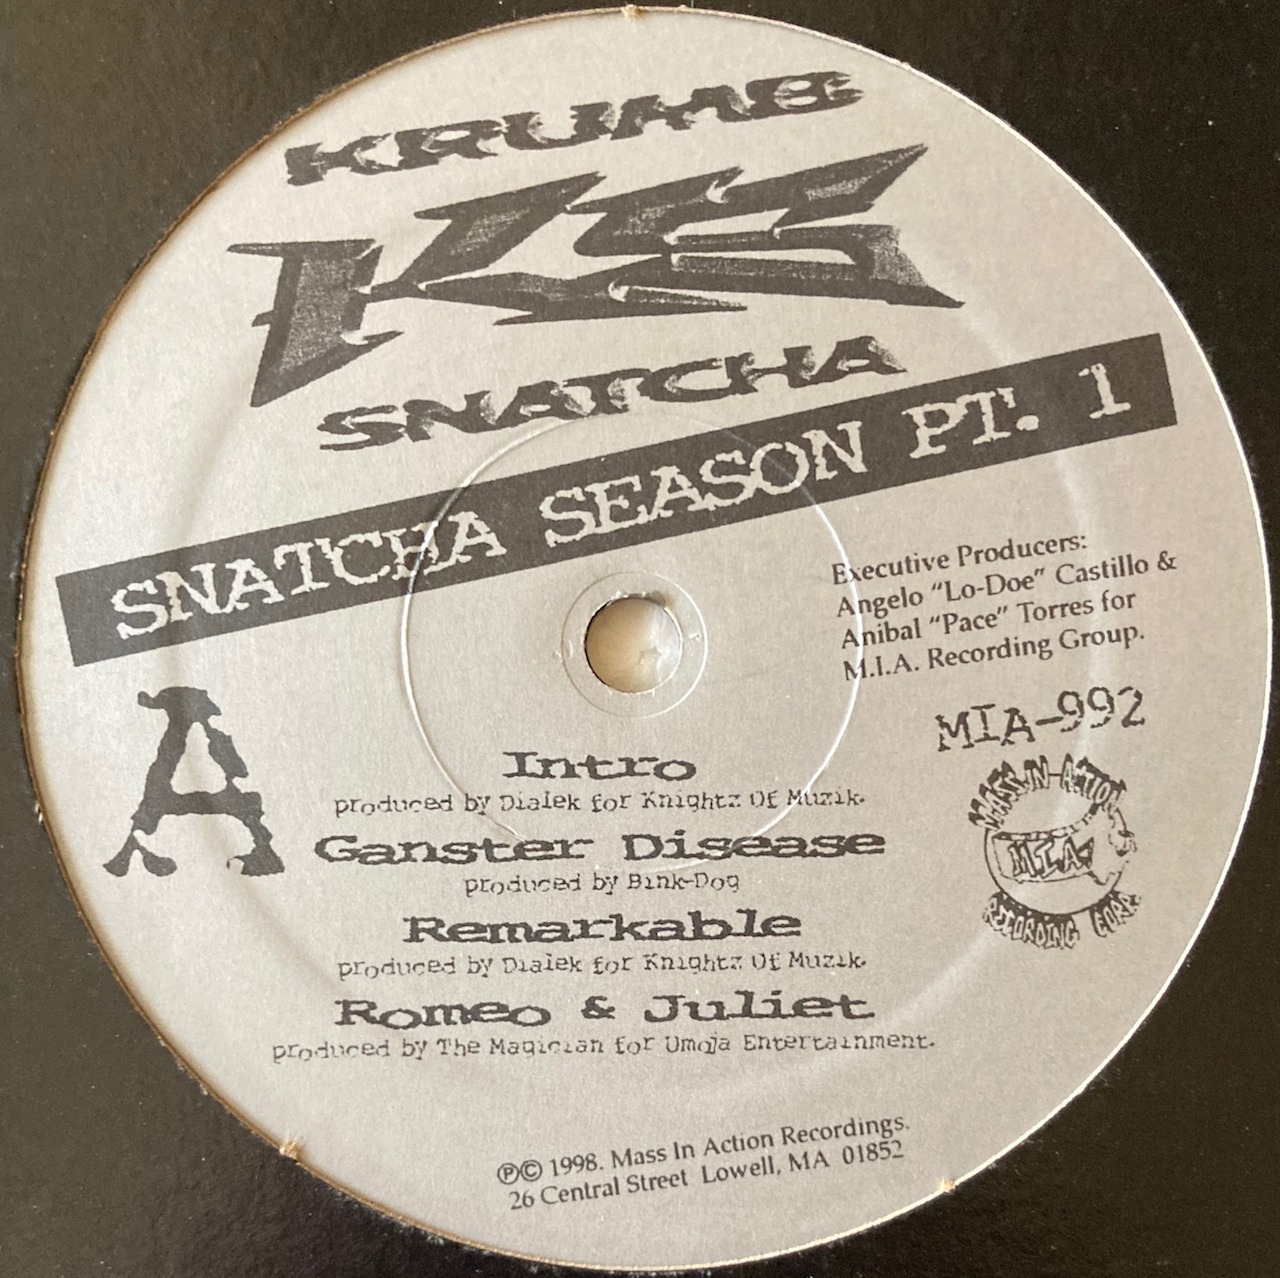 KRUMB
KS
SNATCHA
SNATCHA SEASON PT. 1
Executive Producers:
Angelo "Lo-Doe" Castillo &
Anibal "Pace" Torres for
M.I.A. Recording Group.
MIA-992
MASS-IN-ACTION
M.I.A.
RECORDING CORP.
A
Intro
produced by Dialek for Knightz Of Muzik.
Ganster Disease
produced by Bink-Dog
Remarkable
produced by Dialek for Knightz Of Muzik.
Romeo & Juliet
produced by The Magician for Umoja Entertainment.
℗© 1998. Mass In Action Recordings.
26 Central Street Lowell, MA 01852